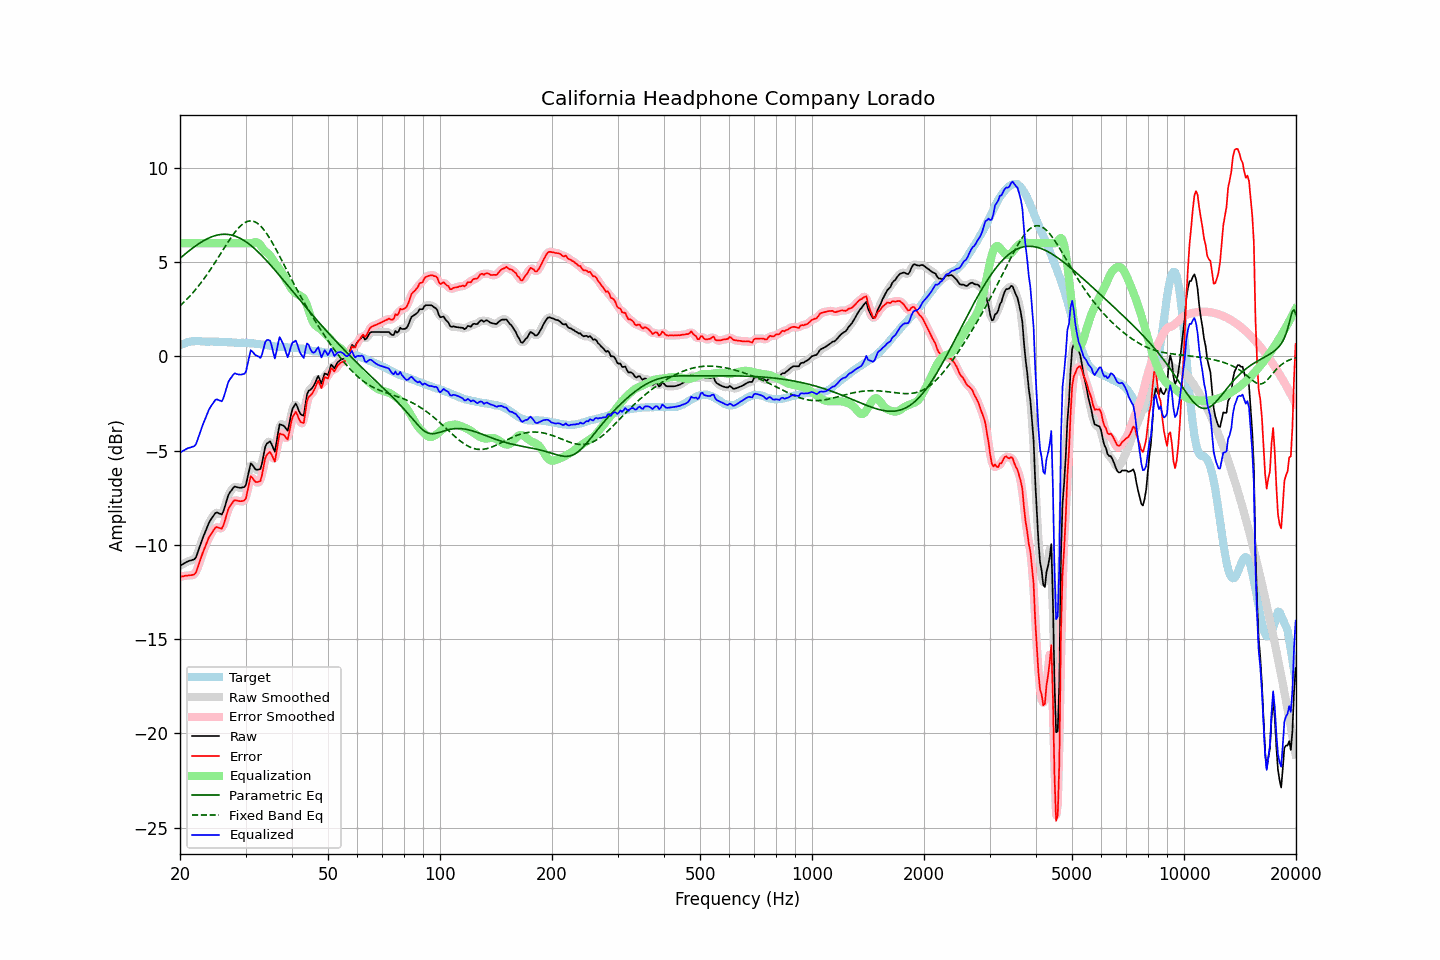 California Headphone Company Lorado
Amplitude (dBr)
10
5
0
−5
−10
−15
−20
−25
Target
Raw Smoothed
Error Smoothed
Raw
Error
Equalization
Parametric Eq
Fixed Band Eq
Equalized
20 50 100 200 500 1000 2000 5000 10000 20000
Frequency (Hz)